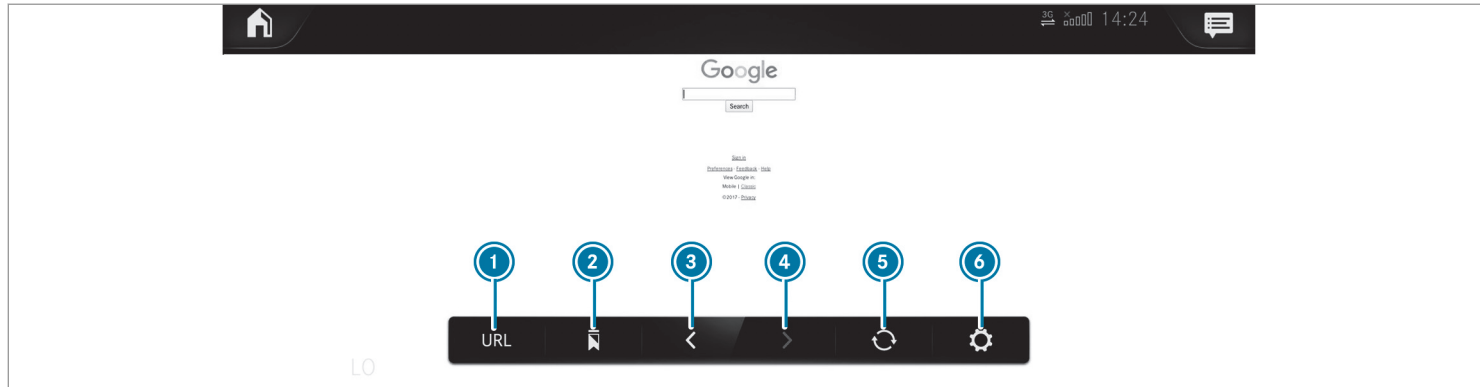 3G 14:24
Google
Search
Sign in
Preferences - Feedback - Help
View Google in:
Mobile | Classic
©2017 - Privacy
1 2 3 4 5 6
URL
LO